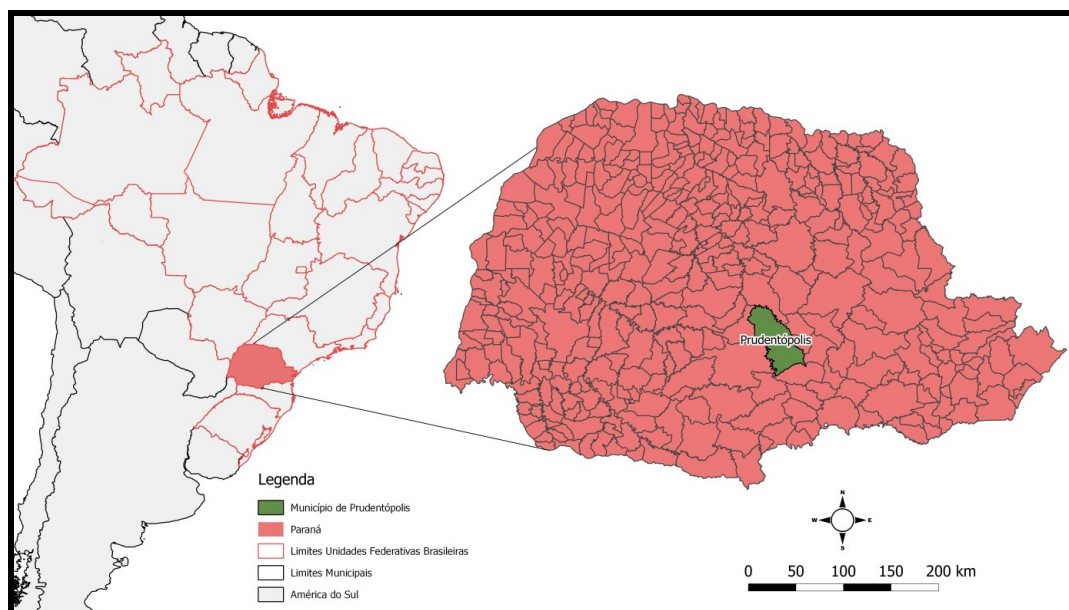 Prudentópolis
Legenda
Município de Prudentópolis
Paraná
Limites Unidades Federativas Brasileiras
Limites Municipais
América do Sul
N
W E
S
0 50 100 150 200 km